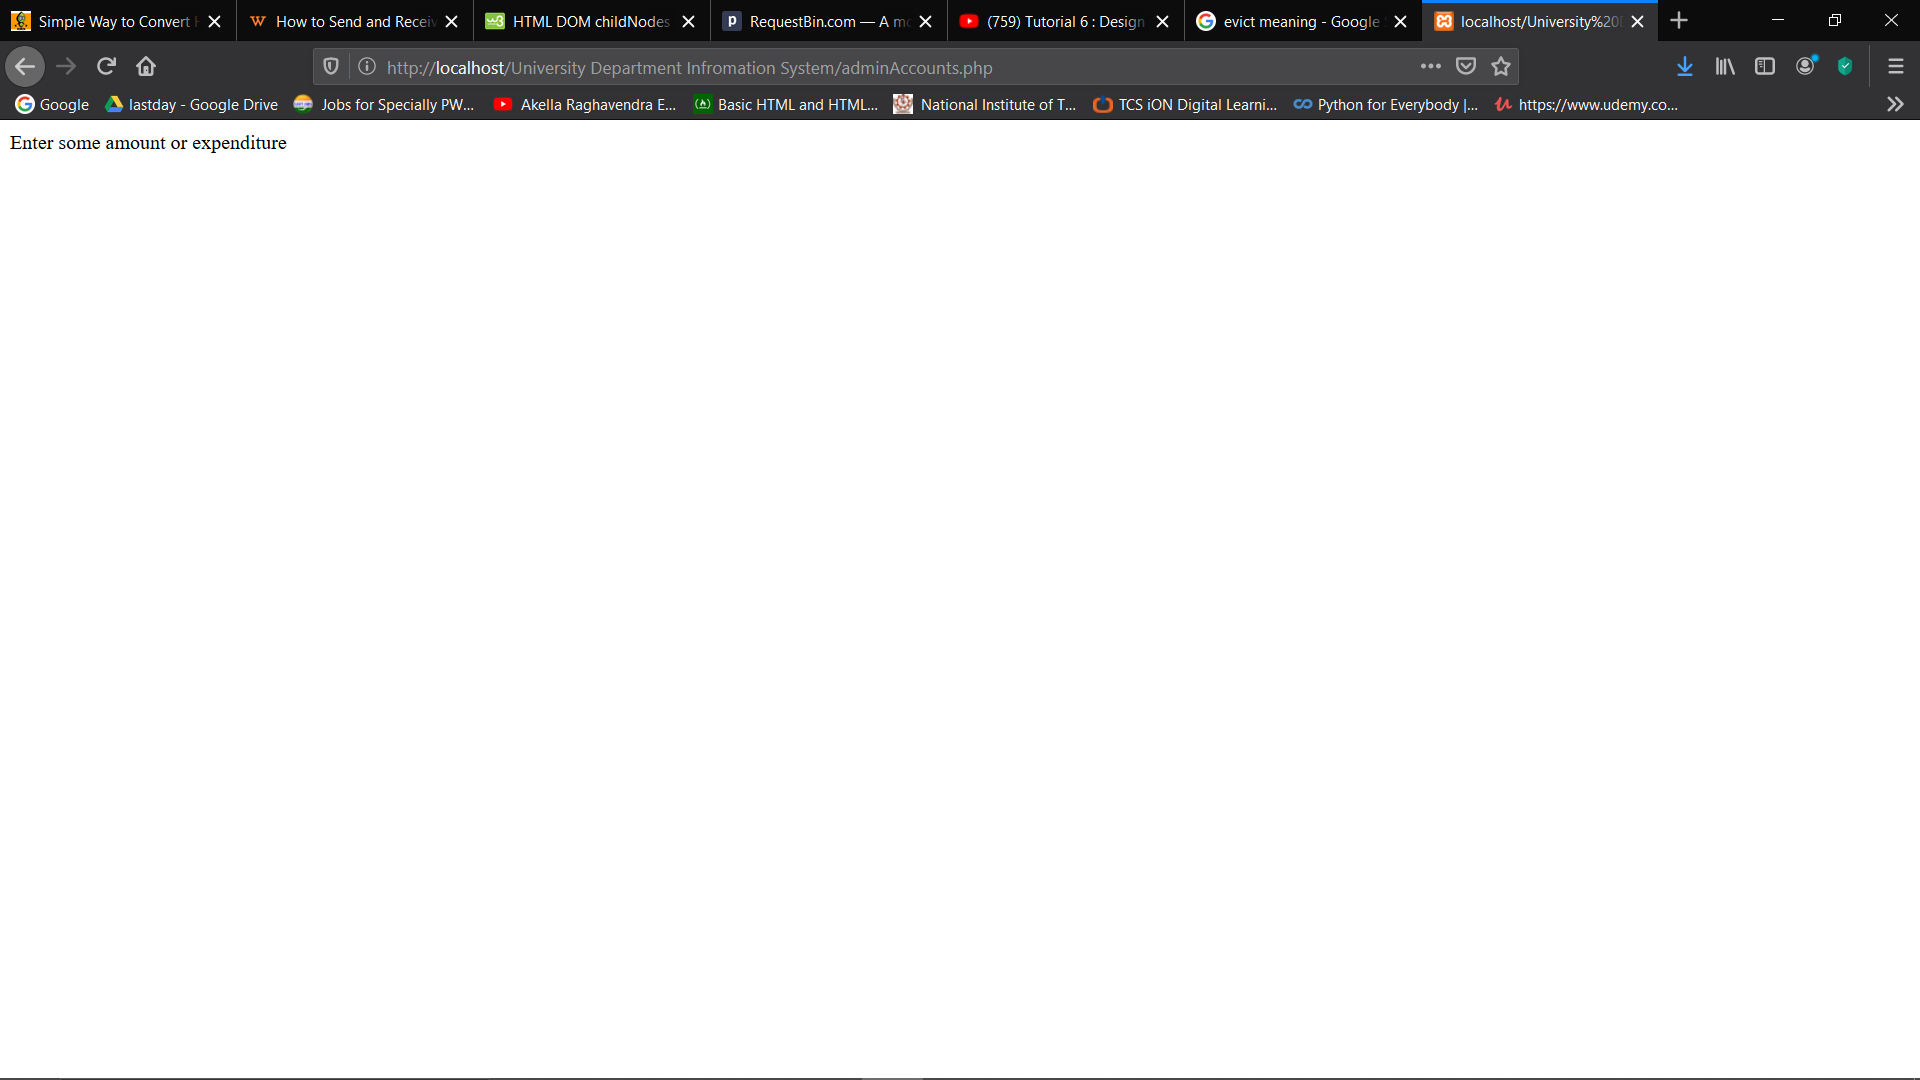 Simple Way to Convert
How to Send and Receiv
HTML DOM childNodes
RequestBin.com — A mo
(759) Tutorial 6 : Design
evict meaning - Google
localhost/University%20
http://localhost/University Department Infromation System/adminAccounts.php
Google
lastday - Google Drive
Jobs for Specially PW...
Akella Raghavendra E...
Basic HTML and HTML...
National Institute of T...
TCS iON Digital Learni...
Python for Everybody |...
https://www.udemy.co...
Enter some amount or expenditure